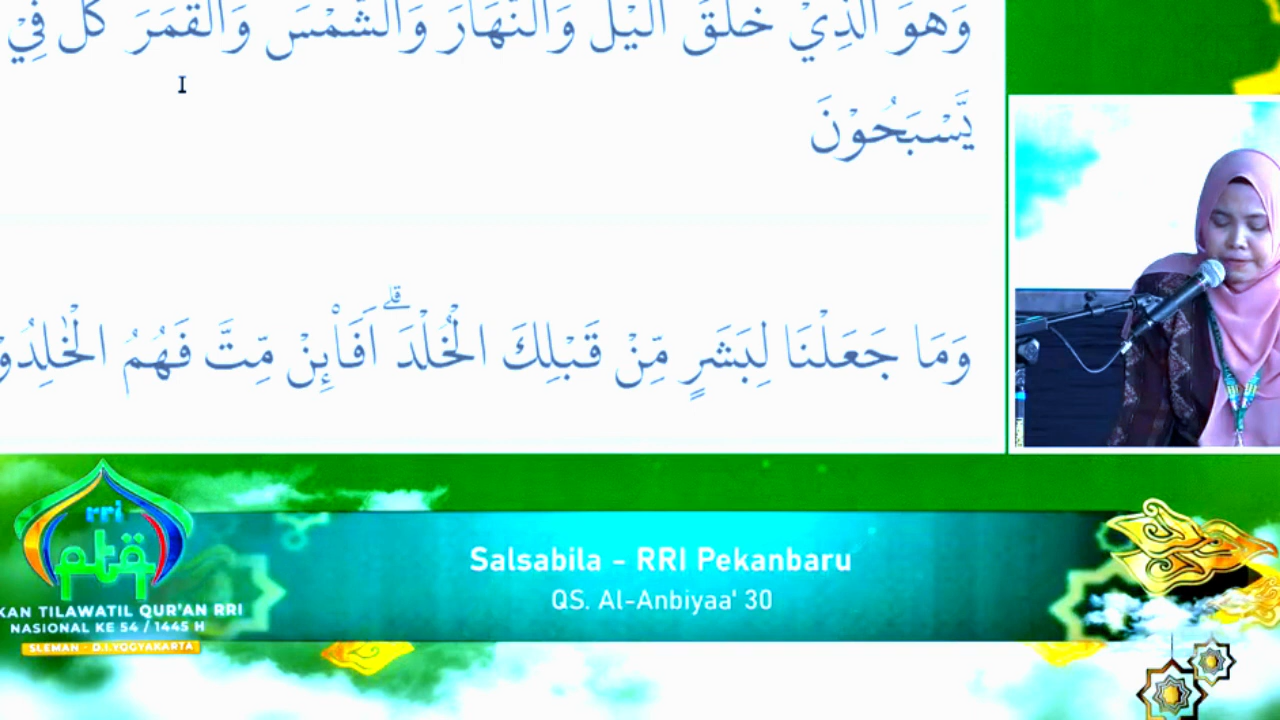 وَهُوَ الَّذِيْ خَلَقَ الَّيْلَ وَالنَّهَارَ وَالشَّمْسَ وَالْقَمَرَ كُلٌّ فِيْ
يَّسْبَحُوْنَ
وَمَا جَعَلْنَا لِبَشَرٍ مِّنْ قَبْلِكَ الْخُلْدَۗ اَفَا۟ىِٕنْ مِّتَّ فَهُمُ الْخٰلِدُو
rri
ptq
KAN TILAWATIL QUR'AN RRI
NASIONAL KE 54 / 1445 H
SLEMAN - D.I.YOGYAKARTA
Salsabila - RRI Pekanbaru
QS. Al-Anbiyaa' 30